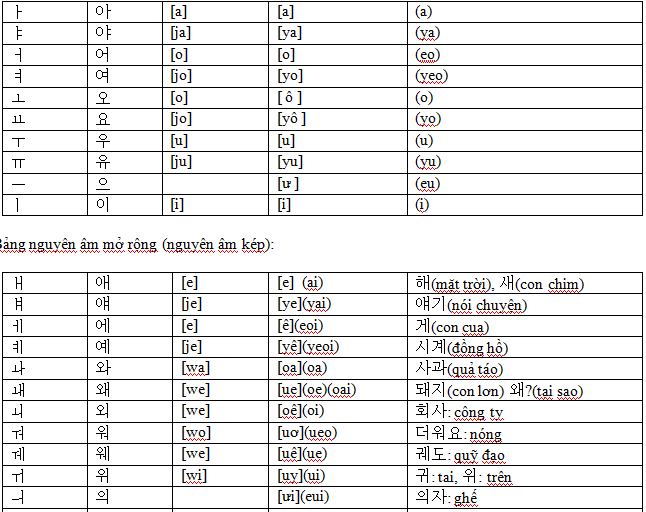 ㅏ 아 [a] [a] (a)
ㅑ 야 [ja] [ya] (ya)
ㅓ 어 [o] [o] (eo)
ㅕ 여 [jo] [yo] (yeo)
ㅗ 오 [o] [ ô ] (o)
ㅛ 요 [jo] [yô ] (yo)
ㅜ 우 [u] [u] (u)
ㅠ 유 [ju] [yu] (yu)
ㅡ 으 [ư ] (eu)
ㅣ 이 [i] [i] (i)
Bảng nguyên âm mở rộng (nguyên âm kép):
ㅐ 애 [e] [e] (ai) 해(mặt trời), 새(con chim)
ㅒ 얘 [je] [ye](yai) 얘기(nói chuyện)
ㅔ 에 [e] [ê](eoi) 게(con cua)
ㅖ 예 [je] [yê](yeoi) 시계(đồng hồ)
ㅘ 와 [wa] [oa](oa) 사과(quả táo)
ㅙ 왜 [we] [ue](oe)(oai) 돼지(con lơn) 왜?(tại sao)
ㅚ 외 [we] [oê](oi) 회사: công ty
ㅝ 워 [wo] [uơ](ueo) 더워요: nóng
ㅞ 웨 [we] [uê](ue) 궤도: quỹ đạo
ㅟ 위 [wi] [uy](ui) 귀: tai, 위: trên
ㅢ 의 [ưi](eui) 의자: ghế